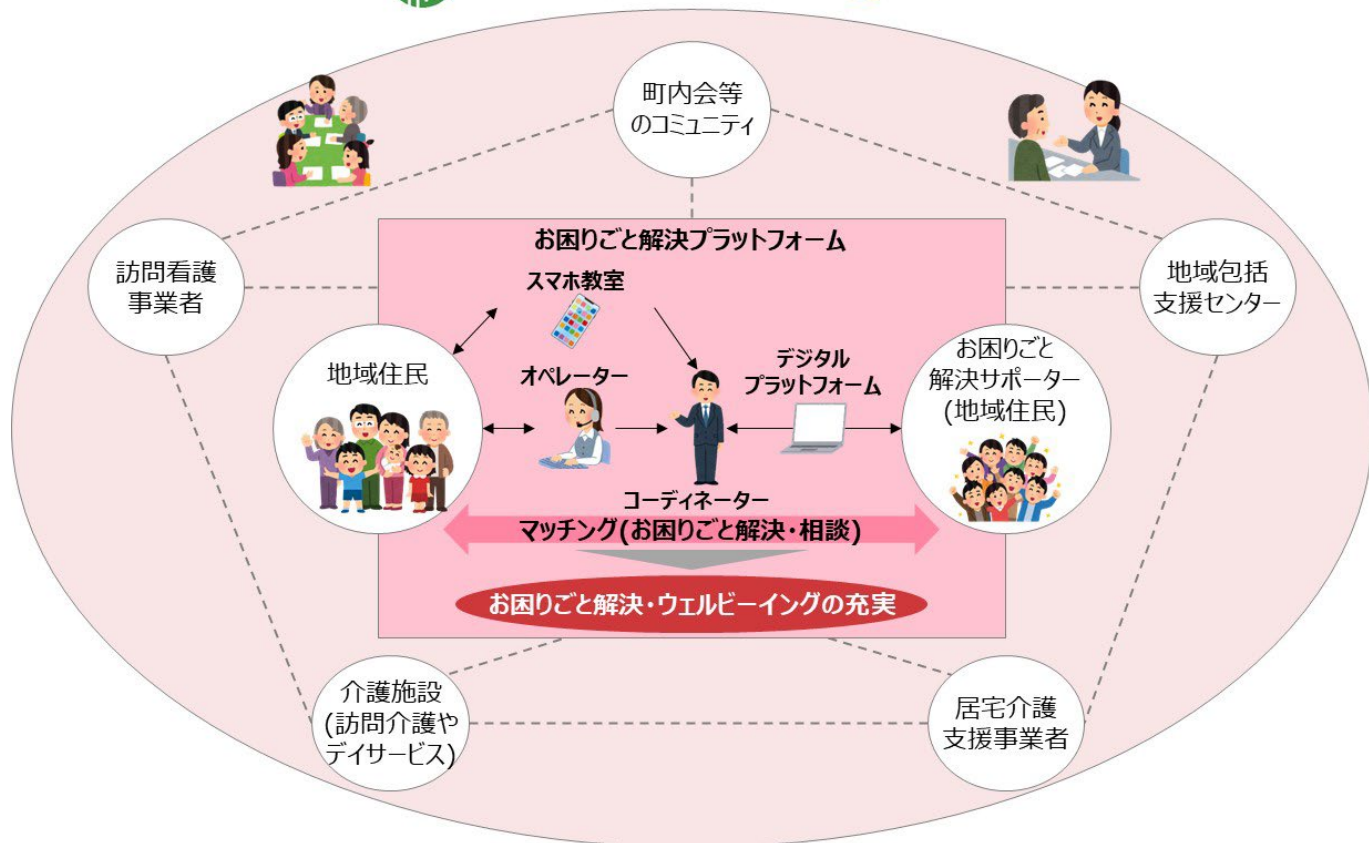 町内会等
のコミュニティ
訪問看護
事業者
地域包括
支援センター
お困りごと解決プラットフォーム
スマホ教室
地域住民
オペレーター
デジタル
プラットフォーム
お困りごと
解決サポーター
(地域住民)
コーディネーター
マッチング(お困りごと解決・相談)
お困りごと解決・ウェルビーイングの充実
介護施設
(訪問介護や
デイサービス)
居宅介護
支援事業者